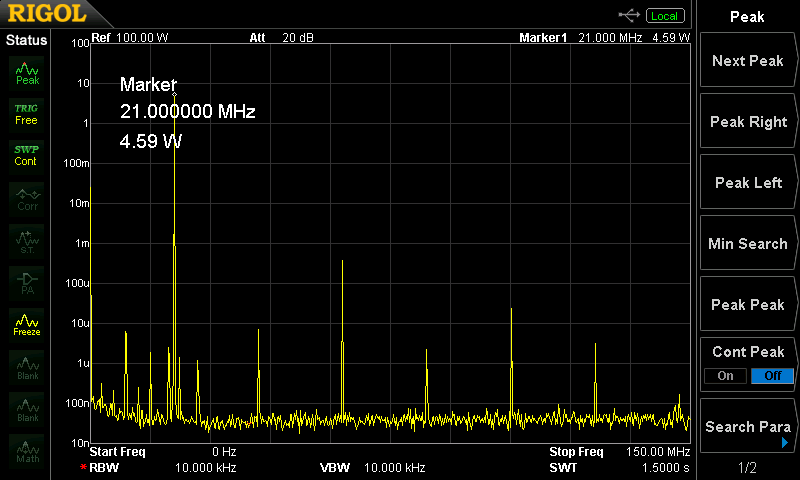 RIGOL
Local
Peak
Status
Ref 100.00 W
Att 20 dB
Marker1 21.000 MHz 4.59 W
Peak
TRIG
Free
SWP
Cont
Corr
S.T.
PA
Freeze
Blank
Blank
Math
100
10
1
100m
10m
1m
100u
10u
1u
100n
10n
Marker
21.000000 MHz
4.59 W
Start Freq 0 Hz
Stop Freq 150.00 MHz
RBW 10.000 kHz
VBW 10.000 kHz
SWT 1.5000 s
Next Peak
Peak Right
Peak Left
Min Search
Peak Peak
Cont Peak
On Off
Search Para
1/2